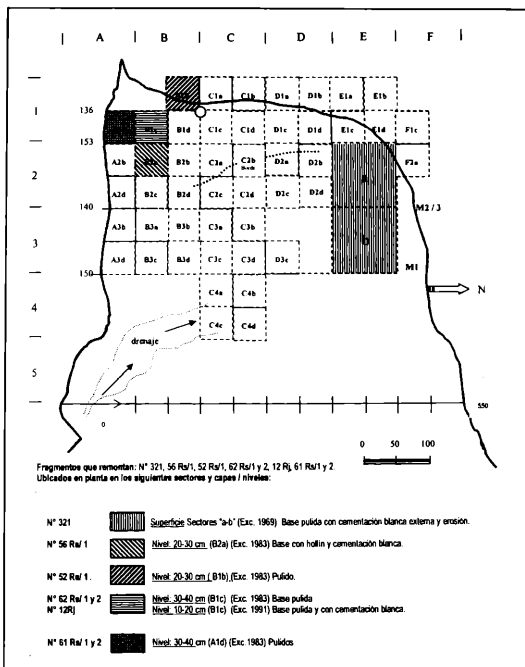 A B C D E F
C1a C1b D1a D1b E1a E1b
1
136
B1d C1c C1d D1c D1d E1c E1d F1c
153
A2b B2b C2a C2b D2a D2b a F2a
2
A2d B2c B2d C2c C2d D2c D2d
140
M2 / 3
A3b B3a B3b C3a C3b b
3
A3d B3c B3d C3c C3d D3c M1
150
N
C4a C4b
4
drenaje C4c C4d
5
0
550
0 50 100
Fragmentos que remontan: N° 321, 56 Rs/1, 52 Rs/1, 62 Rs/1 y 2, 12 Rj, 61 Rs/1 y 2.
Ubicados en planta en los siguientes sectores y capas / niveles:
N° 321 Superficie Sectores "a-b" (Exc. 1969) Base pulida con cementación blanca externa y erosión.
N° 56 Rs/ 1 Nivel: 20-30 cm (B2a) (Exc. 1983) Base con hollín y cementación blanca.
N° 52 Rs/ 1. Nivel: 20-30 cm ( B1b) (Exc. 1983) Pulido.
N° 62 Rs/ 1 y 2 Nivel: 30-40 cm (B1c) (Exc. 1983) Base pulida
N° 12Rj Nivel: 10-20 cm (B1c) (Exc. 1991) Base pulida y con cementación blanca.
N° 61 Rs/ 1 y 2 Nivel: 30-40 cm (A1d) (Exc. 1983) Pulidos